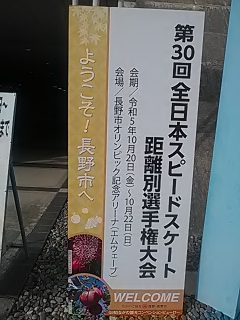 第30回 全日本スピードスケート
距離別選手権大会
会期／令和5年10月20日(金)～10月22日(日)
会場／長野市オリンピック記念アリーナ(エムウェーブ)
ようこそ！長野市へ
WELCOME